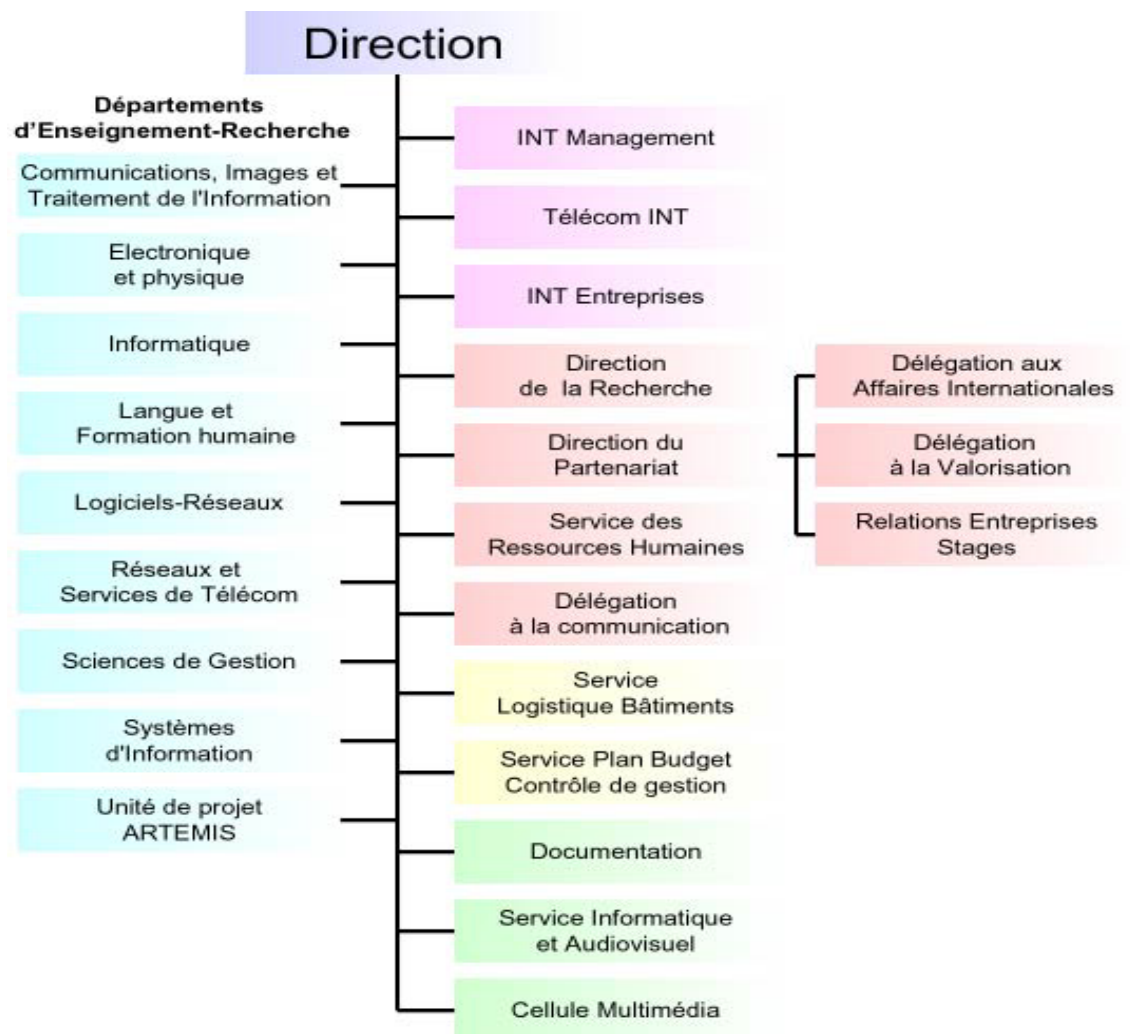 Direction
Départements
d'Enseignement-Recherche
Communications, Images et
Traitement de l'Information
Electronique
et physique
Informatique
Langue et
Formation humaine
Logiciels-Réseaux
Réseaux et
Services de Télécom
Sciences de Gestion
Systèmes
d'Information
Unité de projet
ARTEMIS
INT Management
Télécom INT
INT Entreprises
Direction
de la Recherche
Direction du
Partenariat
Service des
Ressources Humaines
Délégation
à la communication
Service
Logistique Bâtiments
Service Plan Budget
Contrôle de gestion
Documentation
Service Informatique
et Audiovisuel
Cellule Multimédia
Délégation aux
Affaires Internationales
Délégation
à la Valorisation
Relations Entreprises
Stages